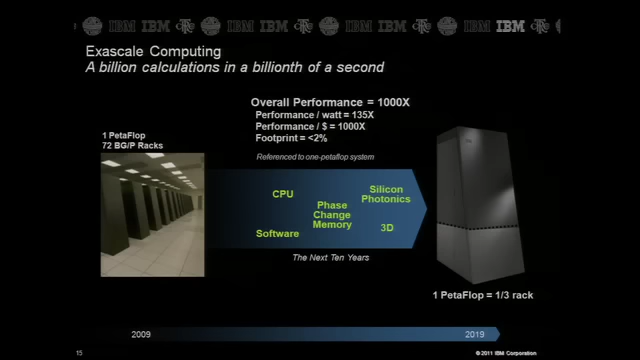 IBM IBM IBM IBM
Exascale Computing
A billion calculations in a billionth of a second
Overall Performance = 1000X
Performance / watt = 135X
Performance / $ = 1000X
Footprint = <2%
Referenced to one-petaflop system
1 PetaFlop
72 BG/P Racks
CPU
Silicon
Photonics
Phase
Change
Memory
Software
3D
The Next Ten Years
1 PetaFlop = 1/3 rack
2009
2019
15
© 2011 IBM Corporation